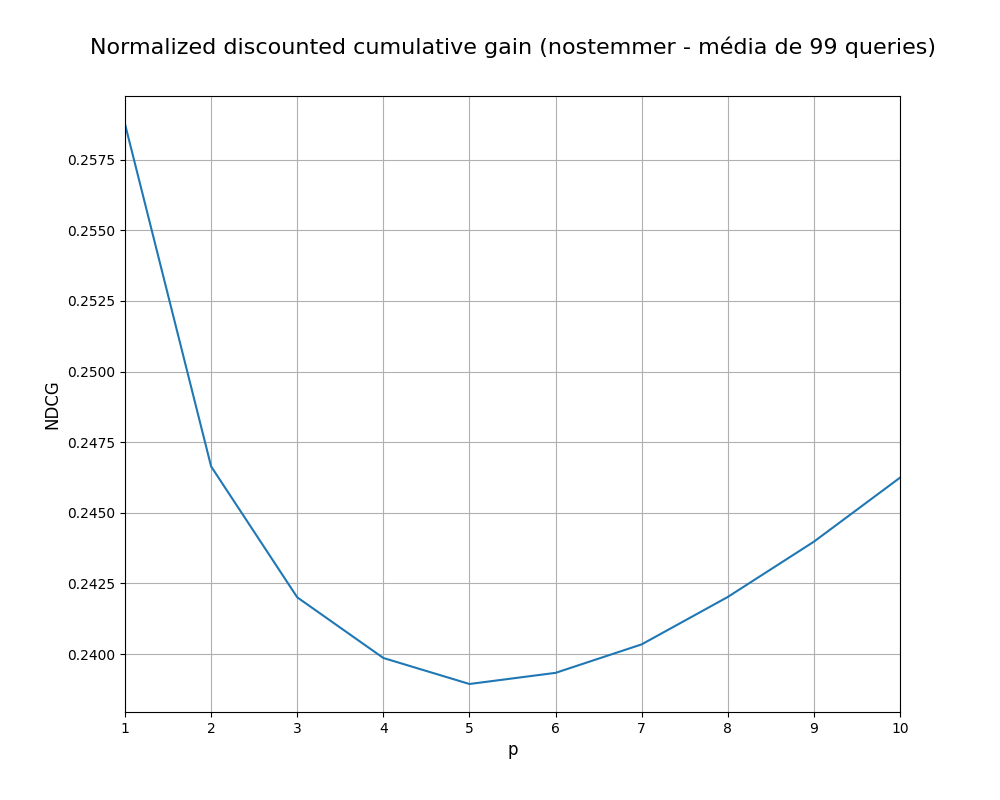 Normalized discounted cumulative gain (nostemmer - média de 99 queries)
0.2575
0.2550
0.2525
0.2500
0.2475
0.2450
0.2425
0.2400
NDCG
1 2 3 4 5 6 7 8 9 10
p